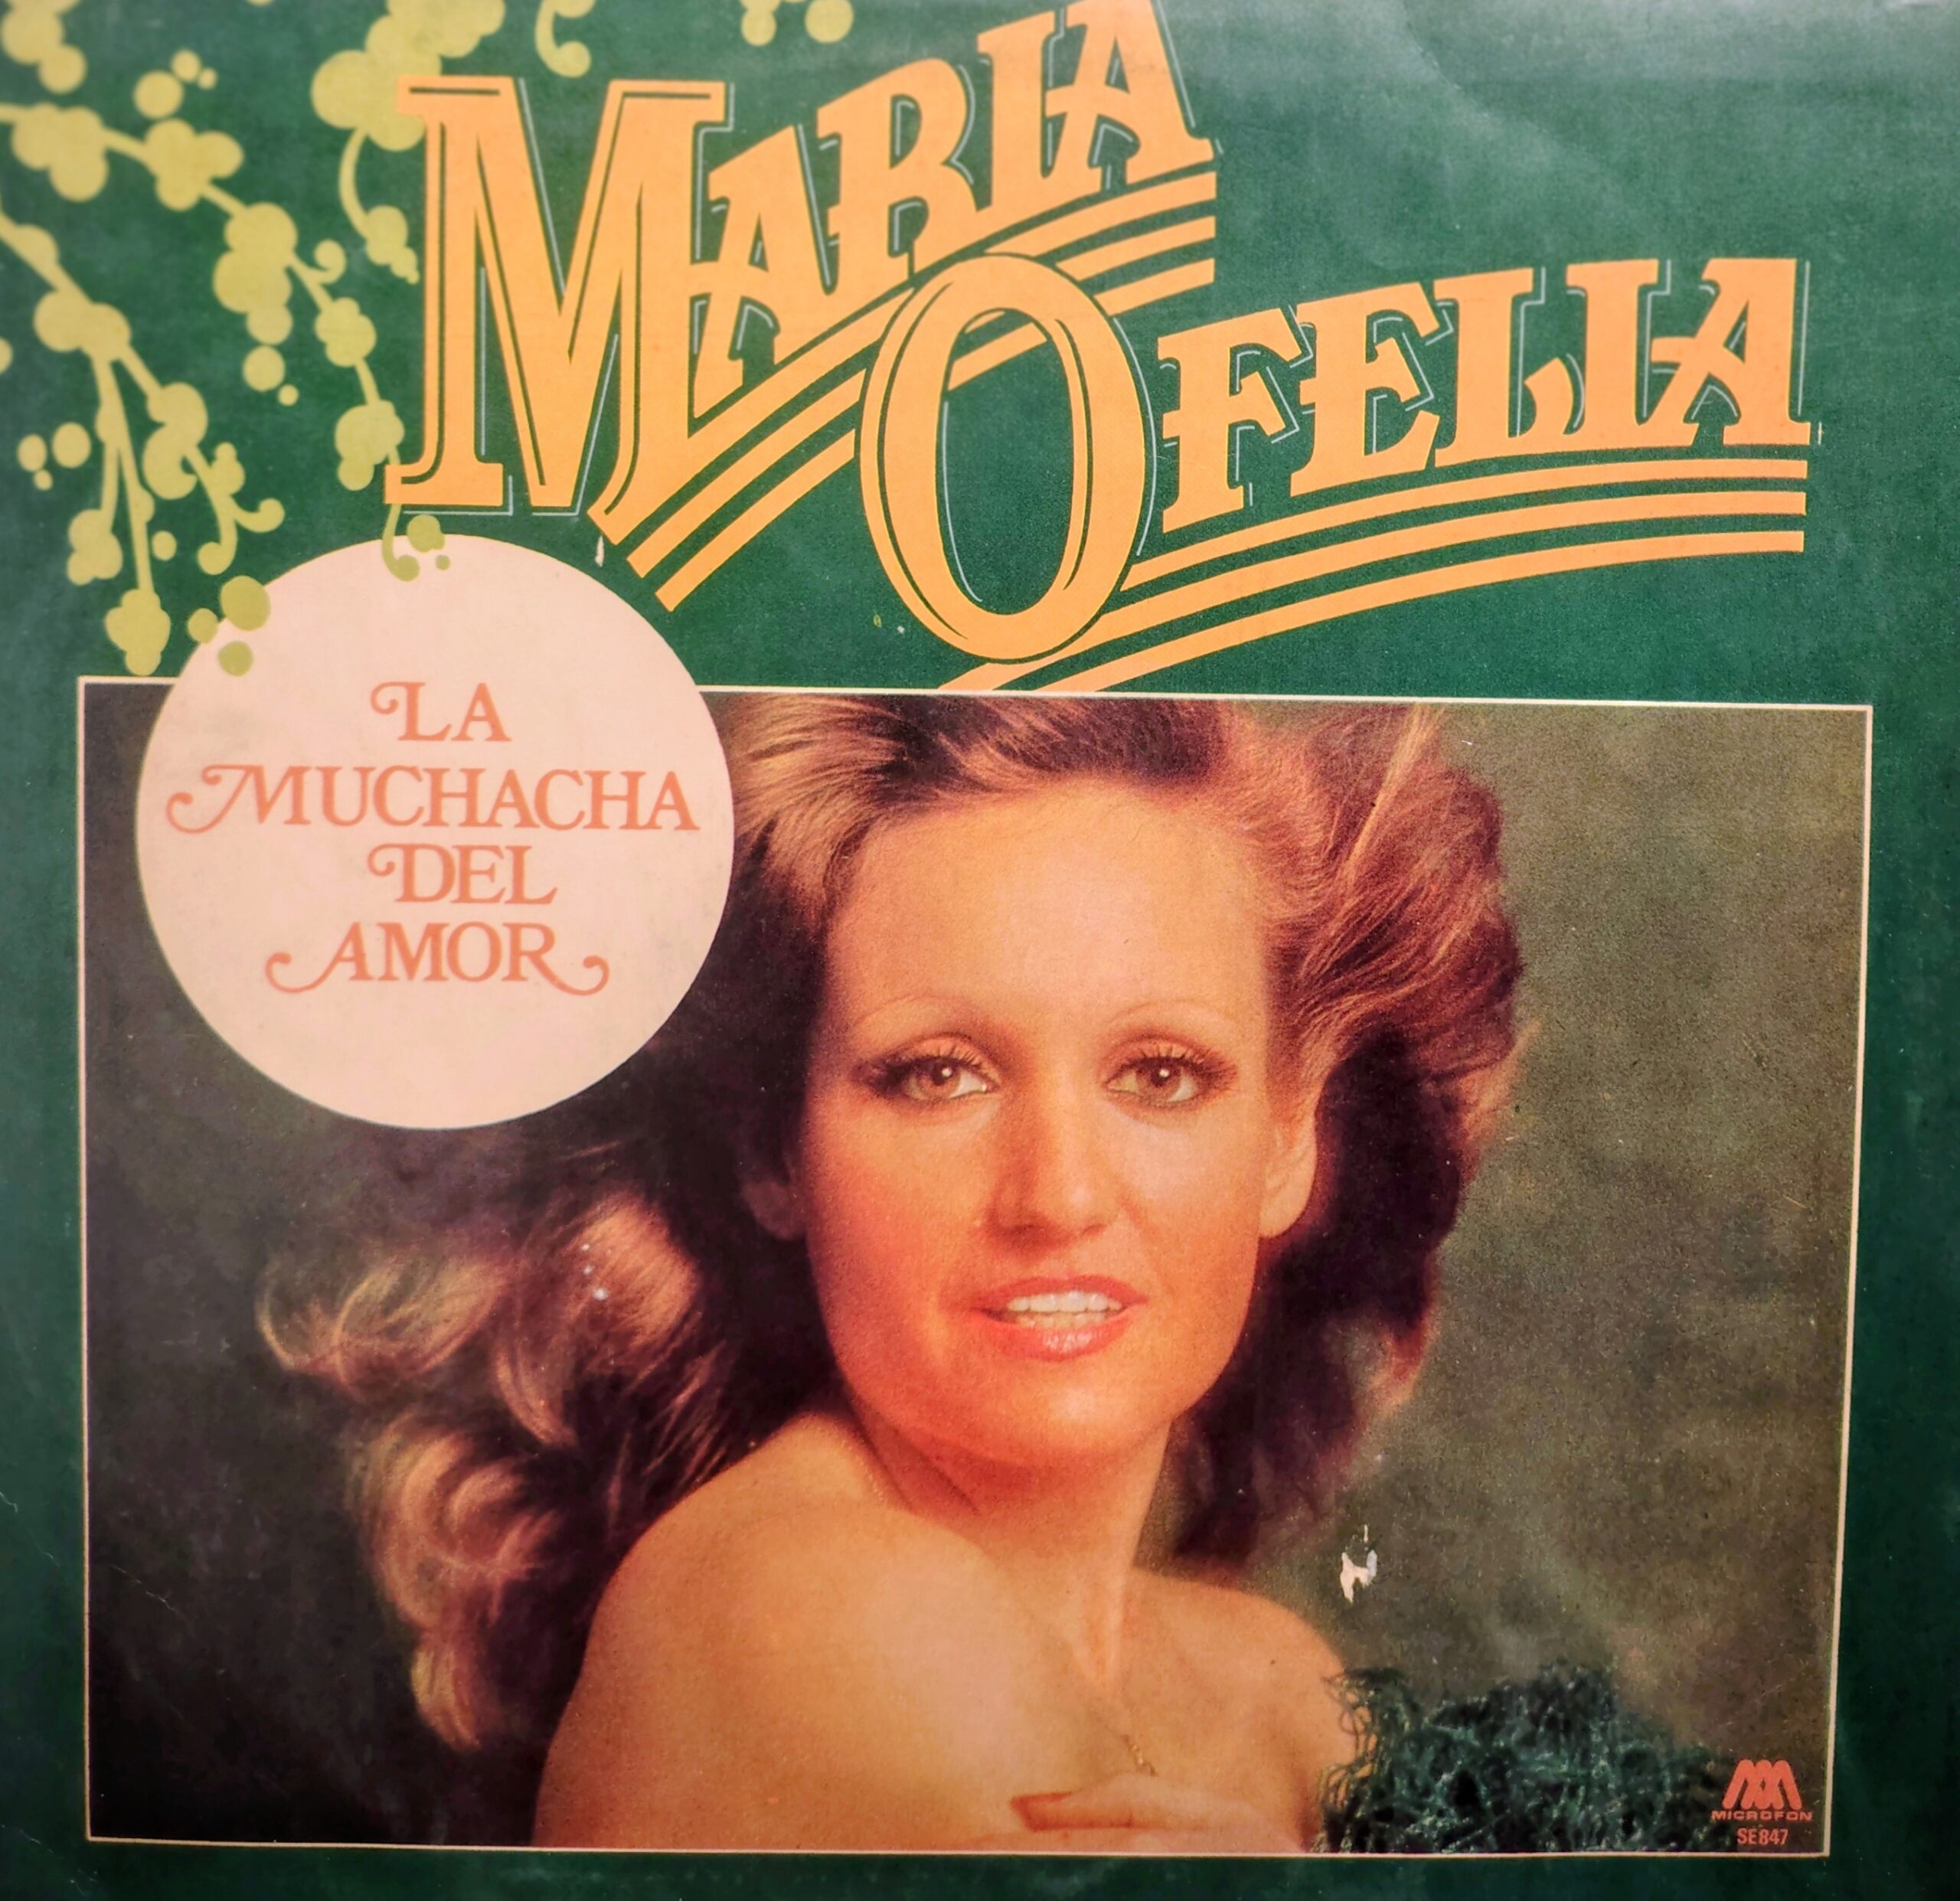 MARIA
OFELIA
LA
MUCHACHA
DEL
AMOR
MICROFON
SE847